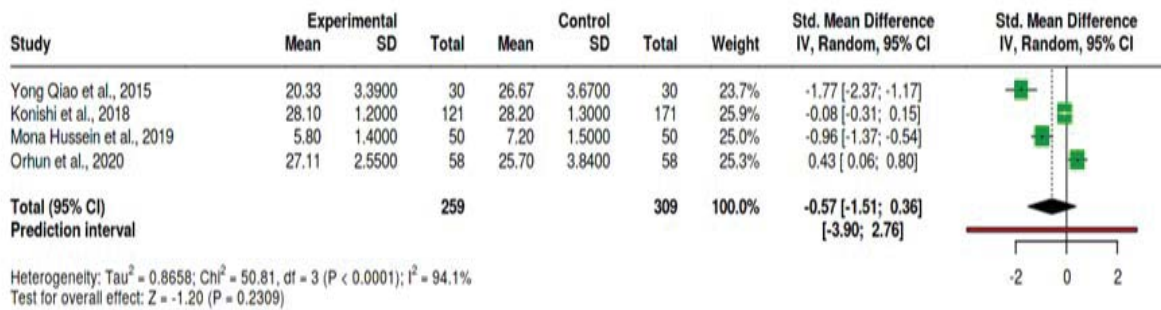 Experimental Control Std. Mean Difference Std. Mean Difference
Study Mean SD Total Mean SD Total Weight IV, Random, 95% CI IV, Random, 95% CI
Yong Qiao et al., 2015 20.33 3.3900 30 26.67 3.6700 30 23.7% -1.77 [-2.37; -1.17]
Konishi et al., 2018 28.10 1.2000 121 28.20 1.3000 171 25.9% -0.08 [-0.31; 0.15]
Mona Hussein et al., 2019 5.80 1.4000 50 7.20 1.5000 50 25.0% -0.96 [-1.37; -0.54]
Orhun et al., 2020 27.11 2.5500 58 25.70 3.8400 58 25.3% 0.43 [ 0.06; 0.80]
Total (95% CI) 259 309 100.0% -0.57 [-1.51; 0.36]
Prediction interval [-3.90; 2.76]
-2 0 2
Heterogeneity: Tau² = 0.8658; Chi² = 50.81, df = 3 (P < 0.0001); I² = 94.1%
Test for overall effect: Z = -1.20 (P = 0.2309)